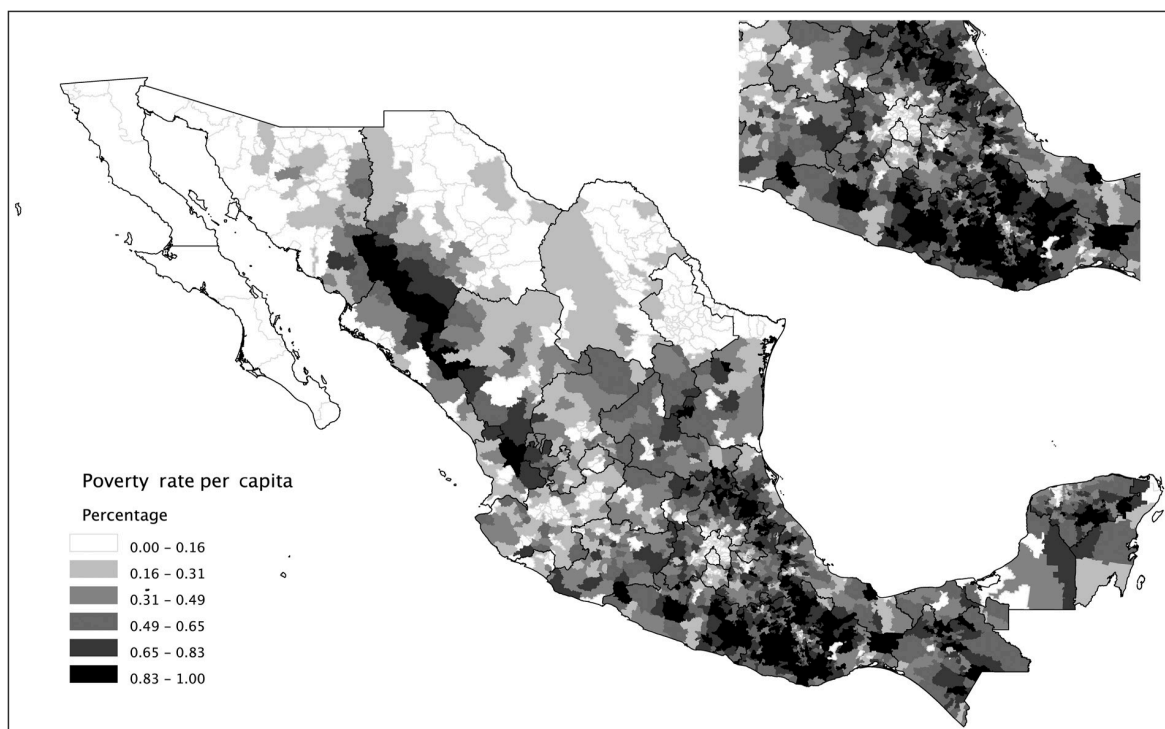 Poverty rate per capita
Percentage
0.00 – 0.16
0.16 – 0.31
0.31 – 0.49
0.49 – 0.65
0.65 – 0.83
0.83 – 1.00